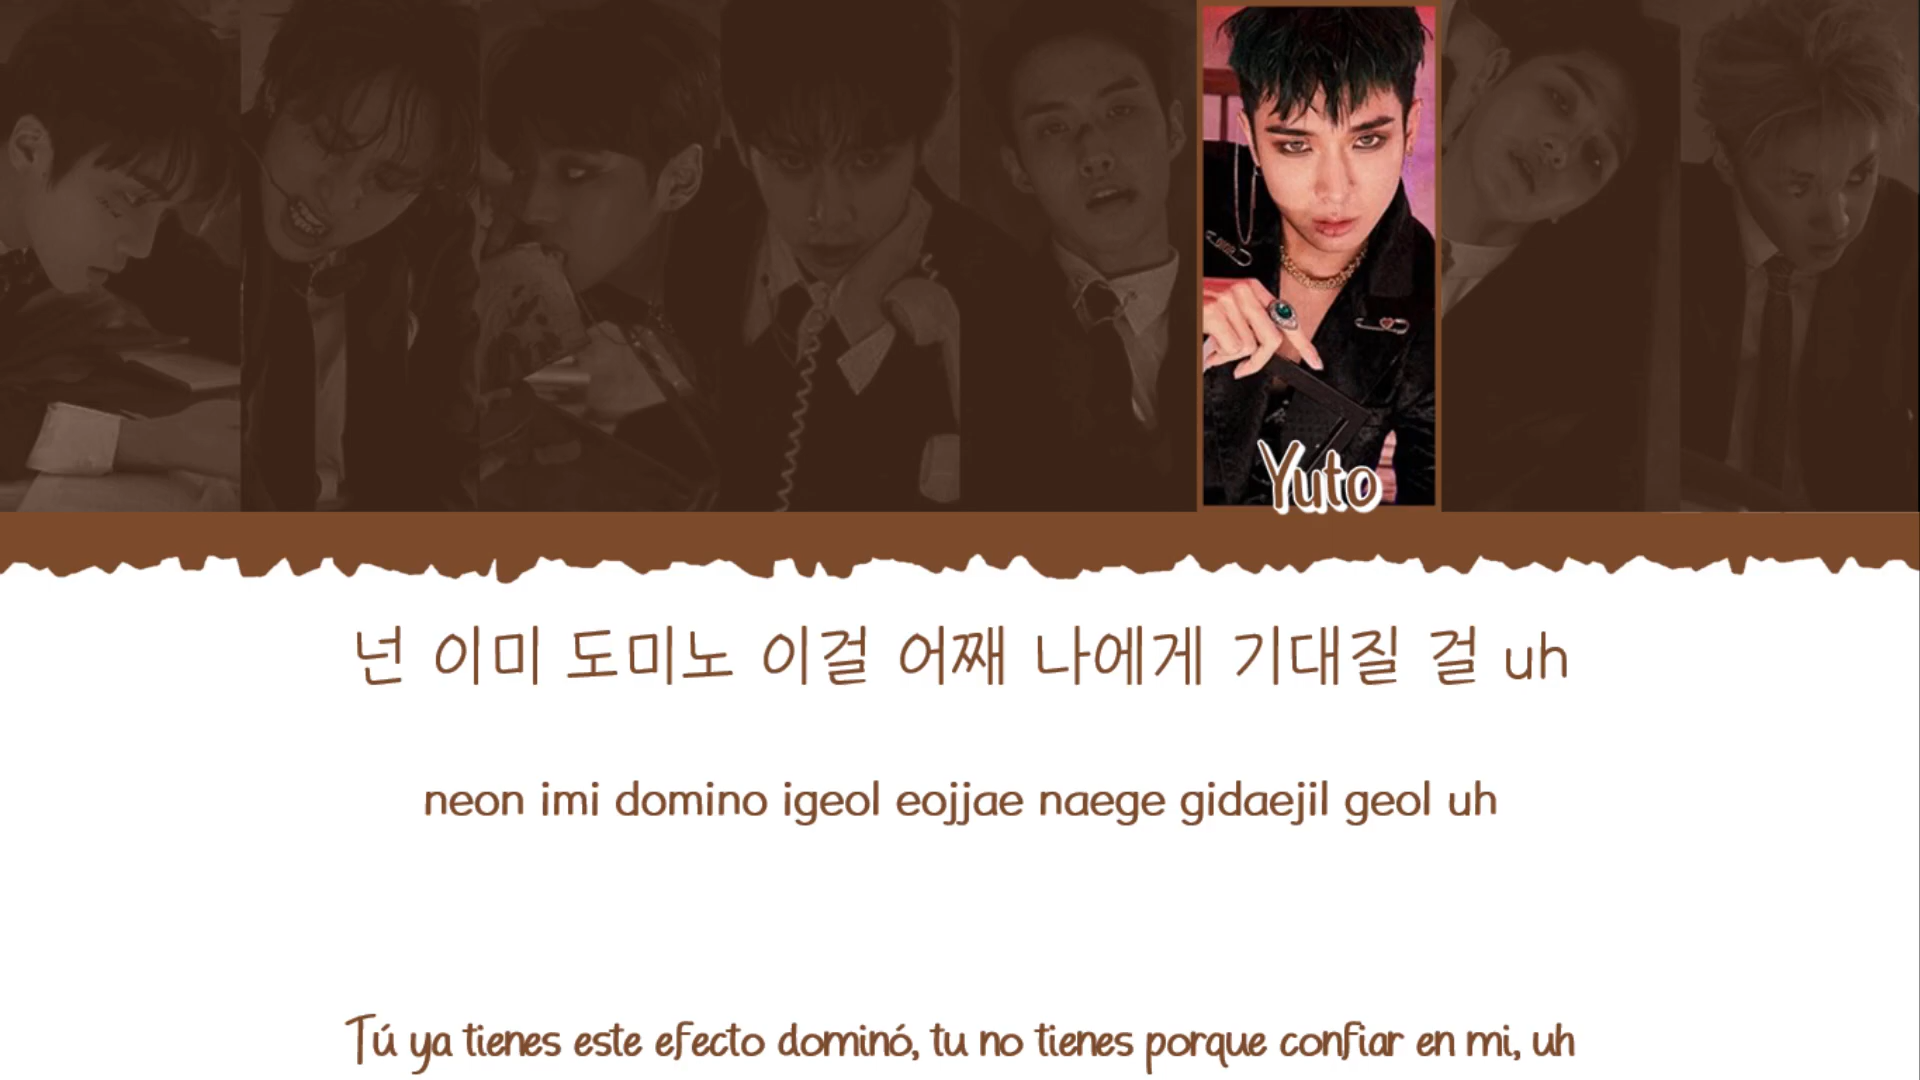 Yuto
넌 이미 도미노 이걸 어째 나에게 기대질 걸 uh
neon imi domino igeol eojjae naege gidaejil geol uh
Tú ya tienes este efecto dominó, tu no tienes porque confiar en mi, uh